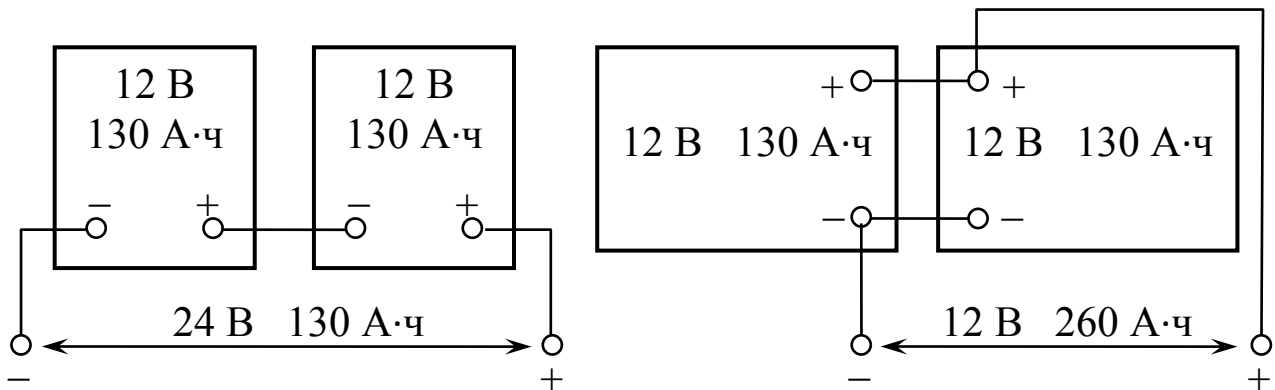 12 В
130 А·ч
− +
12 В
130 А·ч
− +
24 В 130 А·ч
− +
+
12 В 130 А·ч
−
+
12 В 130 А·ч
−
12 В 260 А·ч
− +